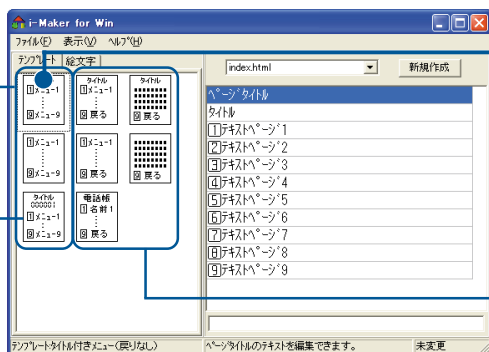 i-Maker for Win
ファイル(F) 表示(V) ヘルプ(H)
テンプレート 絵文字
index.html 新規作成
1メニュー1
:
9メニュー9
タイトル
1メニュー1
:
9戻る
タイトル
9戻る
1メニュー1
:
9メニュー9
1メニュー1
:
9戻る
9戻る
タイトル
000001
1メニュー1
:
9メニュー9
電話帳
1名前1
:
9戻る
ページタイトル
タイトル
1テキストページ1
2テキストページ2
3テキストページ3
4テキストページ4
5テキストページ5
6テキストページ6
7テキストページ7
8テキストページ8
9テキストページ9
テンプレートタイトル付きメニュー(戻りなし) ページタイトルのテキストを編集できます。 未変更